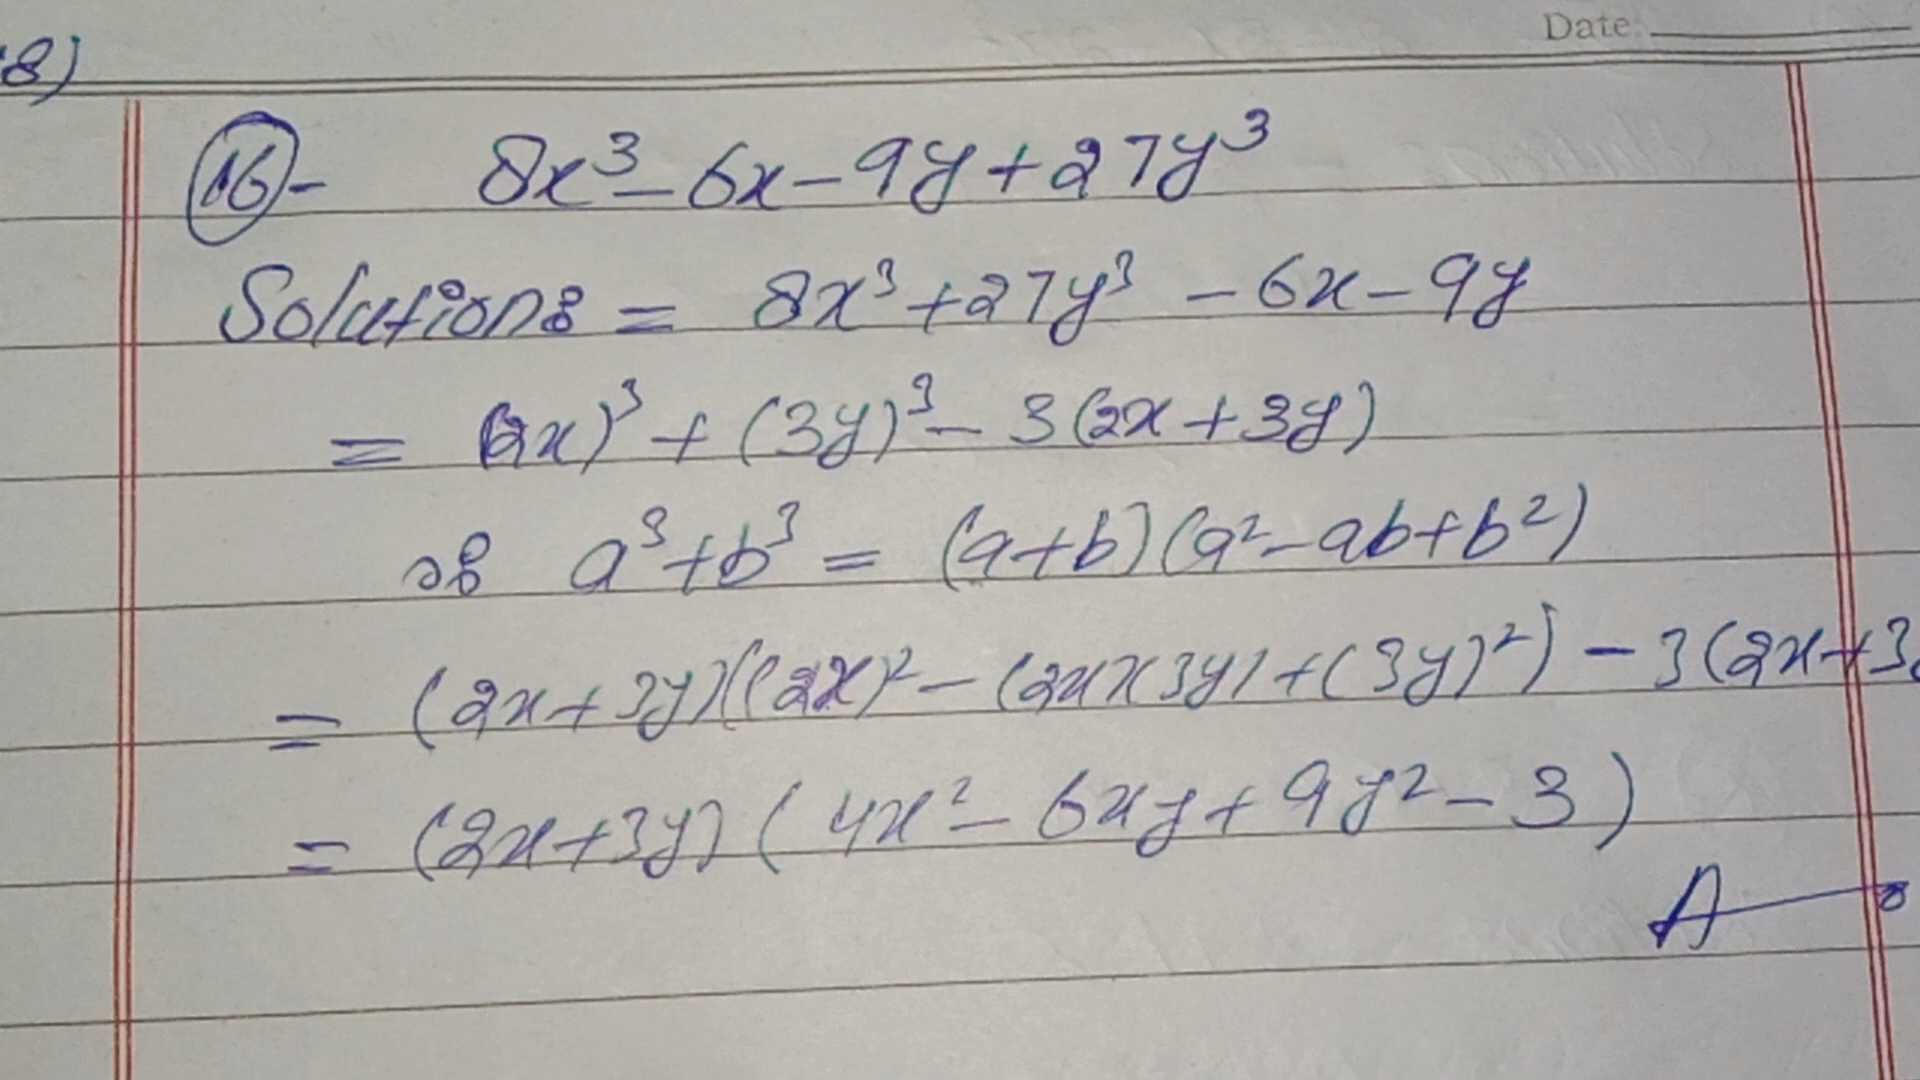 Date:
8)
16- 8x³ - 6x - 9y + 27y³
Solution: = 8x³ + 27y³ - 6x - 9y
= (2x)³ + (3y)³ - 3(2x + 3y)
∴ a³ + b³ = (a + b)(a² - ab + b²)
= (2x + 3y)((2x)² - (2x × 3y) + (3y)²) - 3(2x + 3
= (2x + 3y)(4x² - 6xy + 9y² - 3)
A